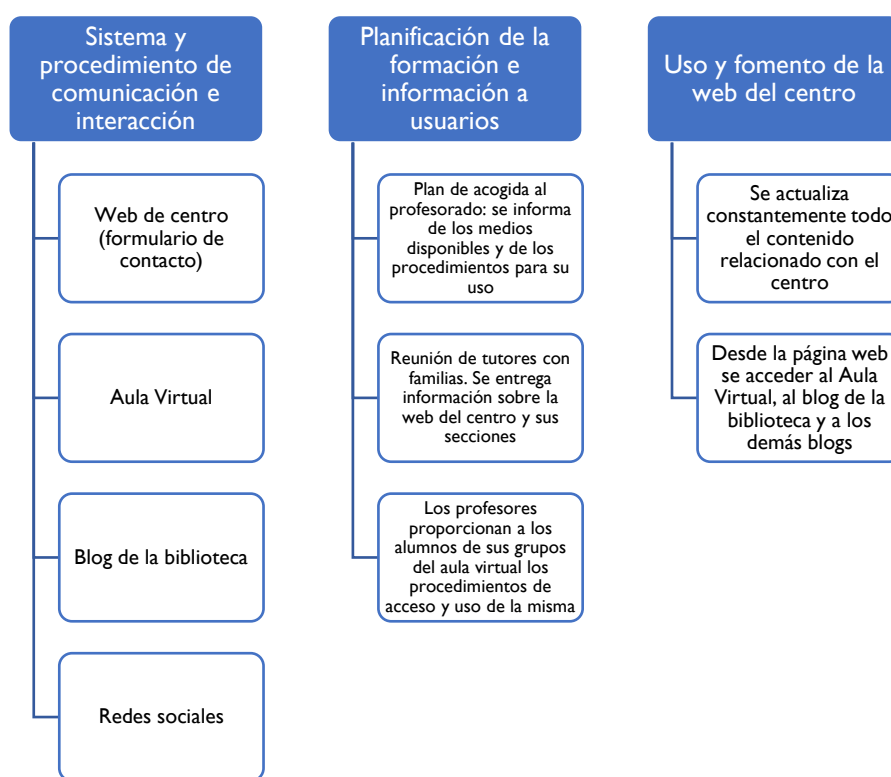 Sistema y
procedimiento de
comunicación e
interacción
Web de centro
(formulario de
contacto)
Aula Virtual
Blog de la biblioteca
Redes sociales
Planificación de la
formación e
información a
usuarios
Plan de acogida al
profesorado: se informa
de los medios
disponibles y de los
procedimientos para su
uso
Reunión de tutores con
familias. Se entrega
información sobre la
web del centro y sus
secciones
Los profesores
proporcionan a los
alumnos de sus grupos
del aula virtual los
procedimientos de
acceso y uso de la misma
Uso y fomento de la
web del centro
Se actualiza
constantemente todo
el contenido
relacionado con el
centro
Desde la página web
se acceder al Aula
Virtual, al blog de la
biblioteca y a los
demás blogs